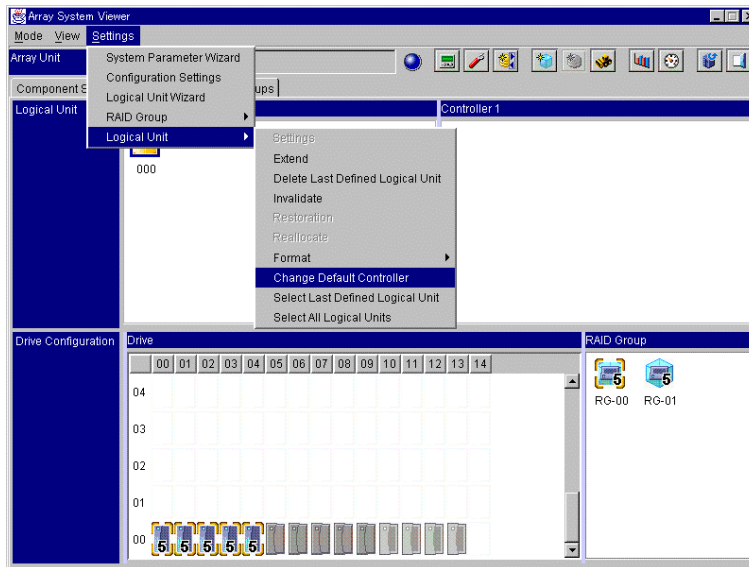 Array System Viewer
Mode View Settings
Array Unit
System Parameter Wizard
Configuration Settings
Logical Unit Wizard
RAID Group
Logical Unit
Component S
ups
Logical Unit
Controller 1
000
Settings
Extend
Delete Last Defined Logical Unit
Invalidate
Restoration
Reallocate
Format
Change Default Controller
Select Last Defined Logical Unit
Select All Logical Units
Drive Configuration
Drive
RAID Group
00 01 02 03 04 05 06 07 08 09 10 11 12 13 14
04
03
02
01
00
5 5 5 5 5
5 5
RG-00 RG-01